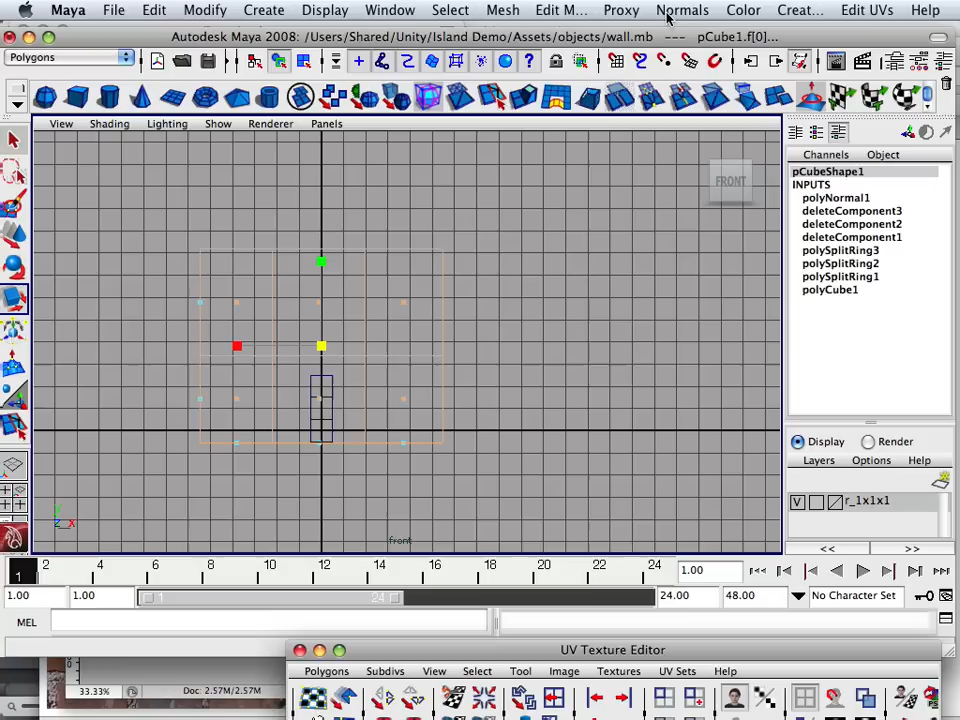 Maya File Edit Modify Create Display Window Select Mesh Edit M... Proxy Normals Color Creat... Edit UVs Help
Autodesk Maya 2008: /Users/Shared/Unity/Island Demo/Assets/objects/wall.mb --- pCube1.f[0]...
Polygons
View Shading Lighting Show Renderer Panels
Channels Object
pCubeShape1
INPUTS
polyNormal1
deleteComponent3
deleteComponent2
deleteComponent1
polySplitRing3
polySplitRing2
polySplitRing1
polyCube1
FRONT
Display Render
Layers Options Help
V r_1x1x1
y
z x
front
<< >>
1 2 4 6 8 10 12 14 16 18 20 22 24 1.00
1.00 1.00 1 24 24.00 48.00 No Character Set
MEL
UV Texture Editor
Polygons Subdivs View Select Tool Image Textures UV Sets Help
33.33% Doc: 2.57M/2.57M